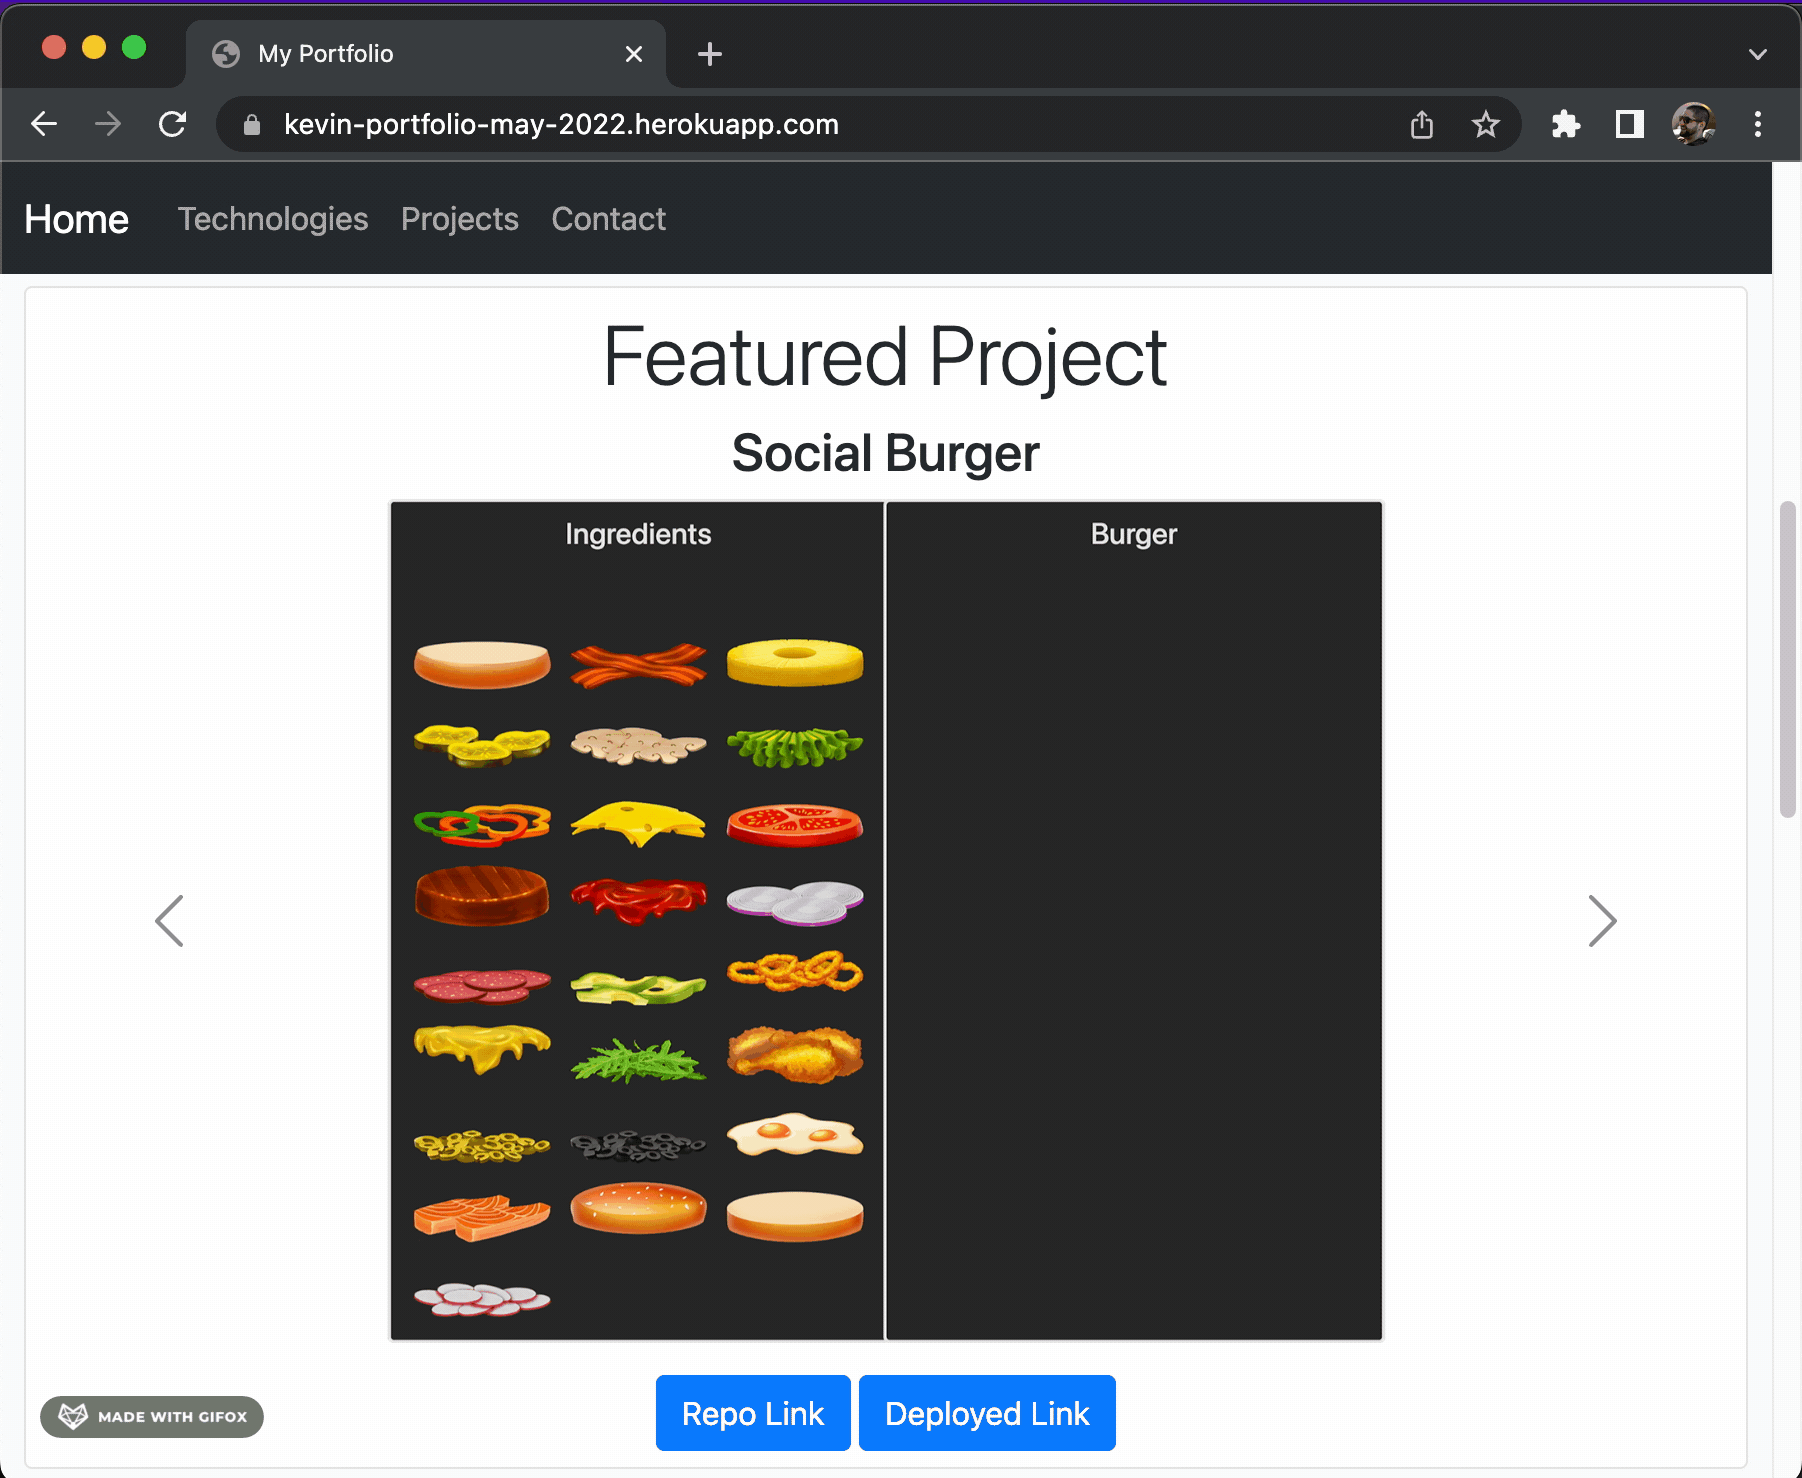 My Portfolio
kevin-portfolio-may-2022.herokuapp.com
Home Technologies Projects Contact
Featured Project
Social Burger
Ingredients Burger
Repo Link Deployed Link
MADE WITH GIFOX